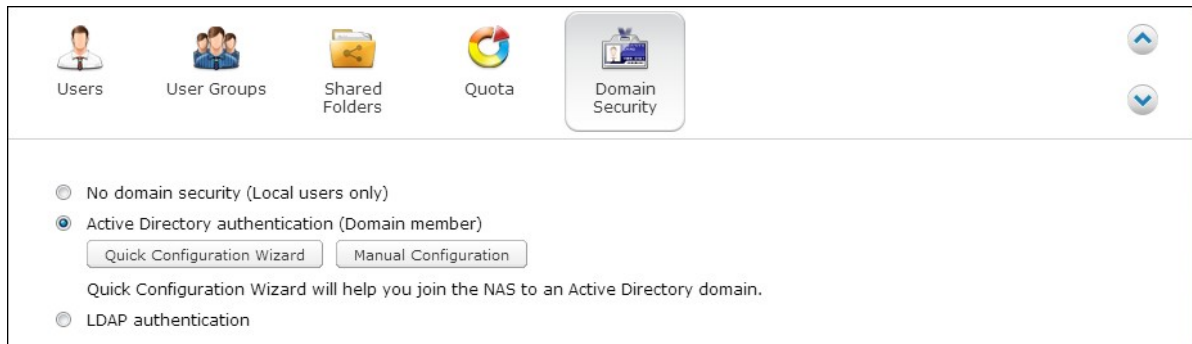 Users
User Groups
Shared
Folders
Quota
Domain
Security
No domain security (Local users only)
Active Directory authentication (Domain member)
Quick Configuration Wizard
Manual Configuration
Quick Configuration Wizard will help you join the NAS to an Active Directory domain.
LDAP authentication